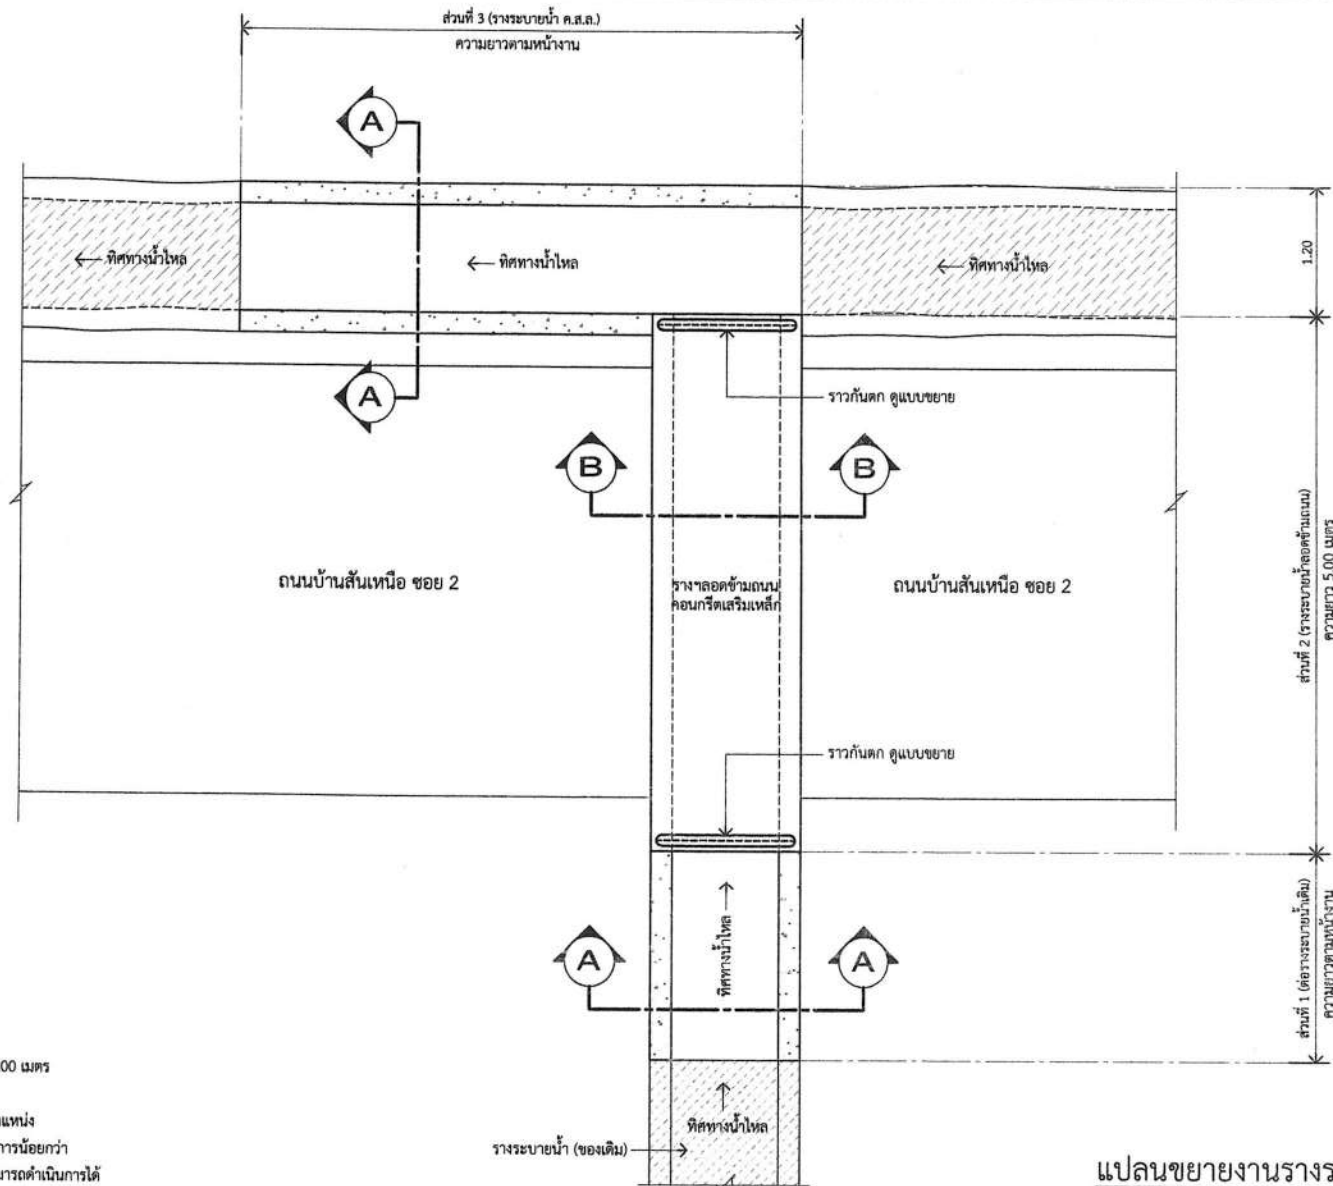 ส่วนที่ 3 (รางระบายน้ำ ค.ส.ล.)
ความยาวตามหน้างาน
A
← ทิศทางน้ำไหล
← ทิศทางน้ำไหล
← ทิศทางน้ำไหล
1.20
A
ราวกันตก ดูแบบขยาย
B
B
ถนนบ้านสันเหนือ ซอย 2
รางฯลอดข้ามถนน
คอนกรีตเสริมเหล็ก
ถนนบ้านสันเหนือ ซอย 2
ส่วนที่ 2 (รางระบายน้ำลอดข้ามถนน)
ความยาว 5.00 เมตร
ราวกันตก ดูแบบขยาย
ส่วนที่ 1 (ต่อรางระบายน้ำเดิม)
ความยาวตามหน้างาน
ทิศทางน้ำไหล
A
A
00 เมตร
แหน่ง
ทิศทางน้ำไหล
การน้อยกว่า
รางระบายน้ำ (ของเดิม)
มารถดำเนินการได้
แปลนขยายงานรางร